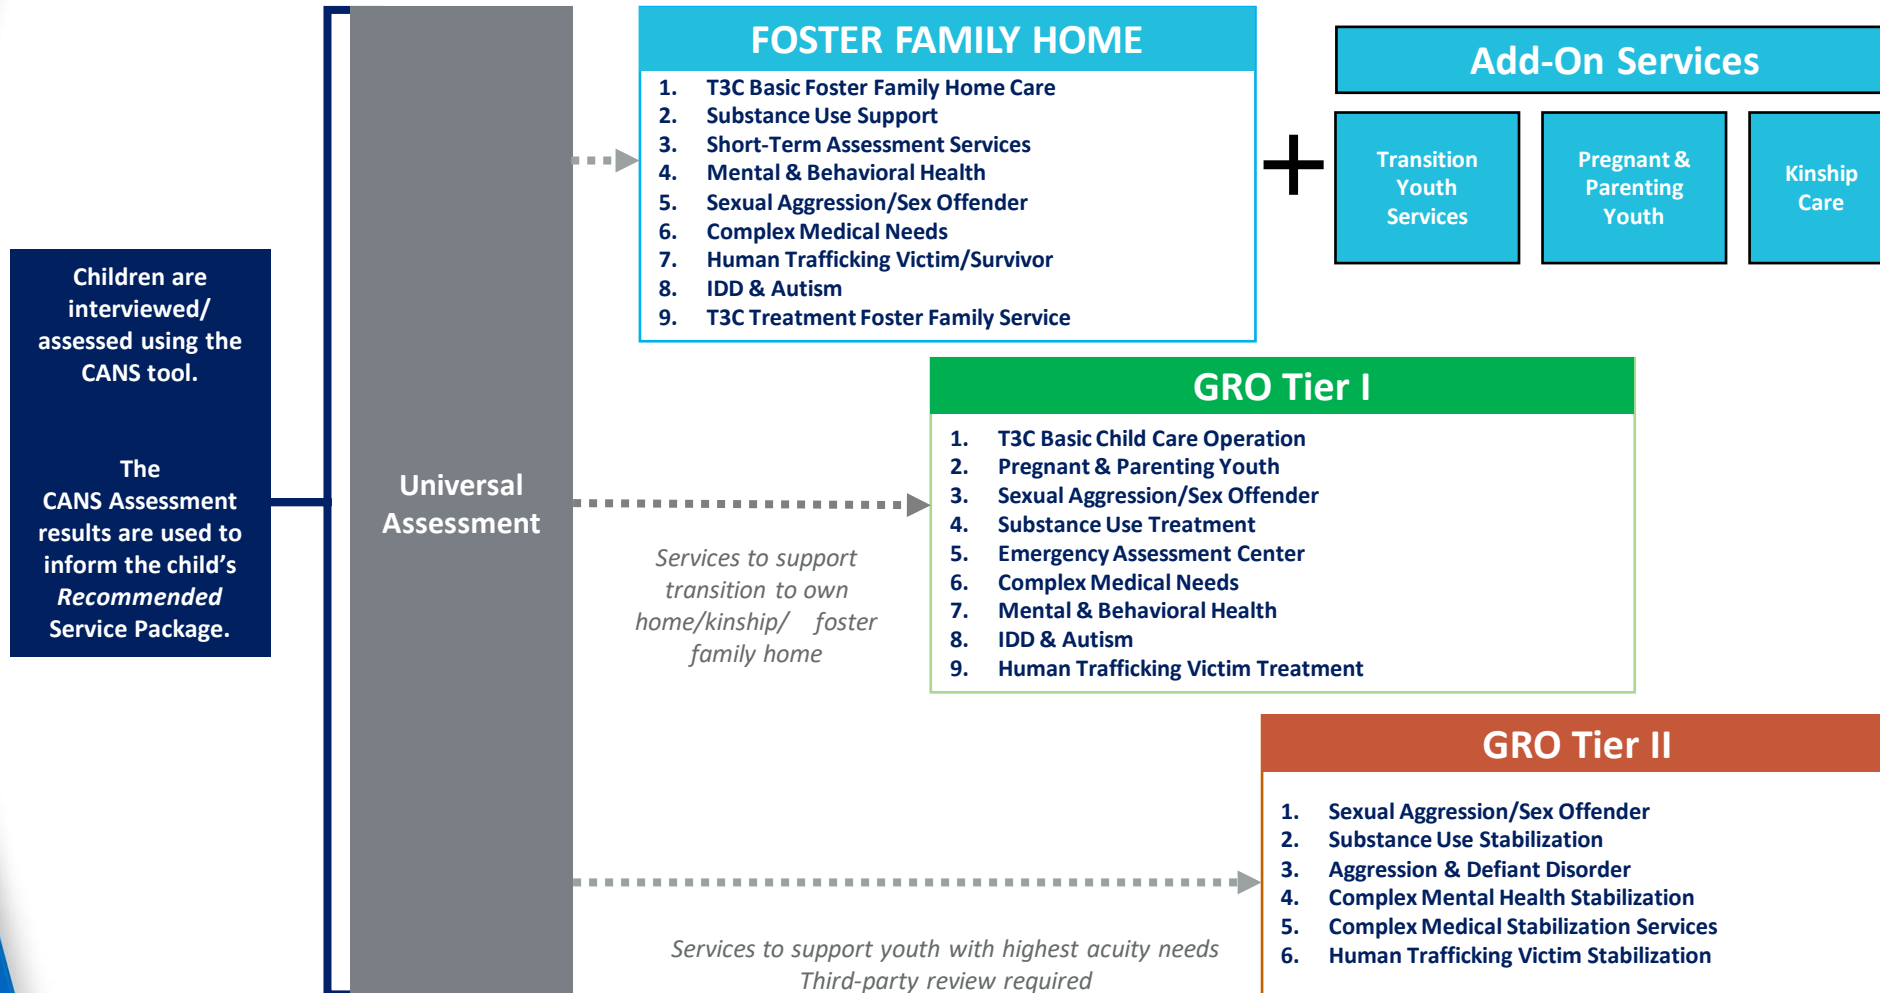 Children are
interviewed/
assessed using the
CANS tool.
The
CANS Assessment
results are used to
inform the child's
Recommended
Service Package.
Universal
Assessment
FOSTER FAMILY HOME
1. T3C Basic Foster Family Home Care
2. Substance Use Support
3. Short-Term Assessment Services
4. Mental & Behavioral Health
5. Sexual Aggression/Sex Offender
6. Complex Medical Needs
7. Human Trafficking Victim/Survivor
8. IDD & Autism
9. T3C Treatment Foster Family Service
+
Add-On Services
Transition
Youth
Services
Pregnant &
Parenting
Youth
Kinship
Care
Services to support
transition to own
home/kinship/ foster
family home
GRO Tier I
1. T3C Basic Child Care Operation
2. Pregnant & Parenting Youth
3. Sexual Aggression/Sex Offender
4. Substance Use Treatment
5. Emergency Assessment Center
6. Complex Medical Needs
7. Mental & Behavioral Health
8. IDD & Autism
9. Human Trafficking Victim Treatment
Services to support youth with highest acuity needs
Third-party review required
GRO Tier II
1. Sexual Aggression/Sex Offender
2. Substance Use Stabilization
3. Aggression & Defiant Disorder
4. Complex Mental Health Stabilization
5. Complex Medical Stabilization Services
6. Human Trafficking Victim Stabilization